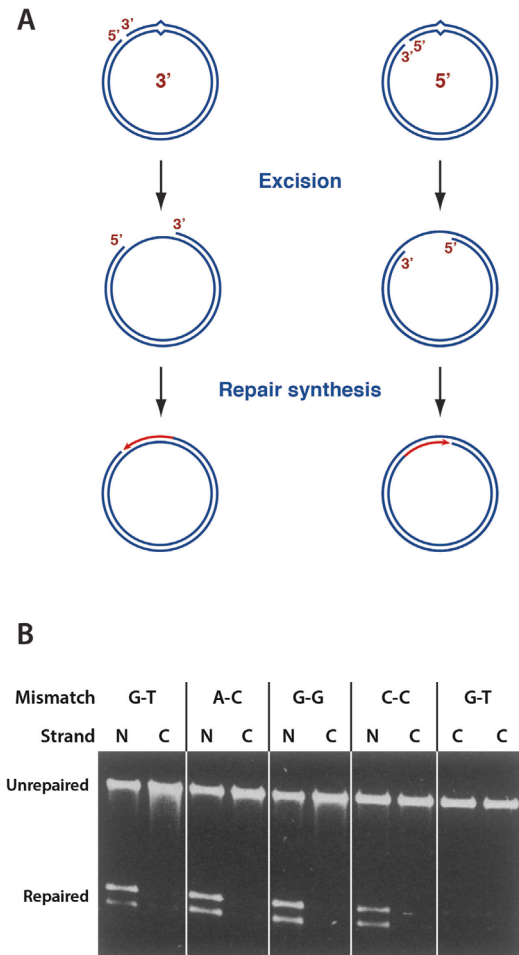 A
5’ 3’
5’
3’
3’
5’
Excision
5’
3’
3’
5’
Repair synthesis
B
Mismatch G-T A-C G-G C-C G-T
Strand N C N C N C N C C C
Unrepaired
Repaired